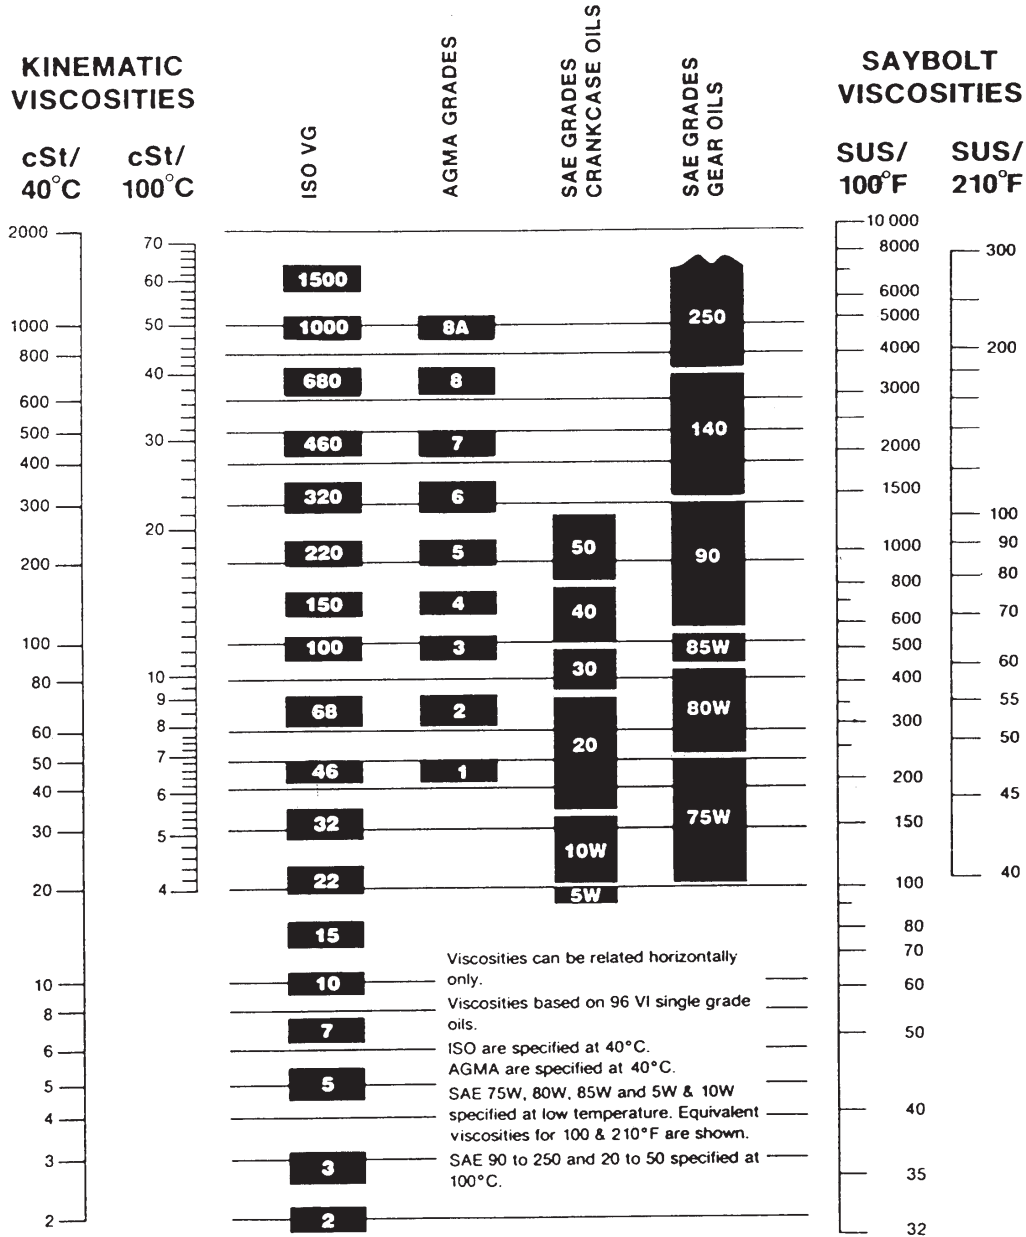 KINEMATIC
VISCOSITIES
cSt/
40°C
cSt/
100°C
ISO VG
AGMA GRADES
SAE GRADES
CRANKCASE OILS
SAE GRADES
GEAR OILS
SAYBOLT
VISCOSITIES
SUS/
100°F
SUS/
210°F
2000
1000
800
600
500
400
300
200
100
80
60
50
40
30
20
10
8
6
5
4
3
2
70
60
50
40
30
20
10
9
8
7
6
5
4
1500
1000
680
460
320
220
150
100
68
46
32
22
15
10
7
5
3
2
8A
8
7
6
5
4
3
2
1
50
40
30
20
10W
5W
250
140
90
85W
80W
75W
10 000
8000
6000
5000
4000
3000
2000
1500
1000
800
600
500
400
300
200
150
100
80
70
60
50
40
35
32
300
200
100
90
80
70
60
55
50
45
40
Viscosities can be related horizontally
only.
Viscosities based on 96 VI single grade
oils.
ISO are specified at 40°C.
AGMA are specified at 40°C.
SAE 75W, 80W, 85W and 5W & 10W
specified at low temperature. Equivalent
viscosities for 100 & 210°F are shown.
SAE 90 to 250 and 20 to 50 specified at
100°C.